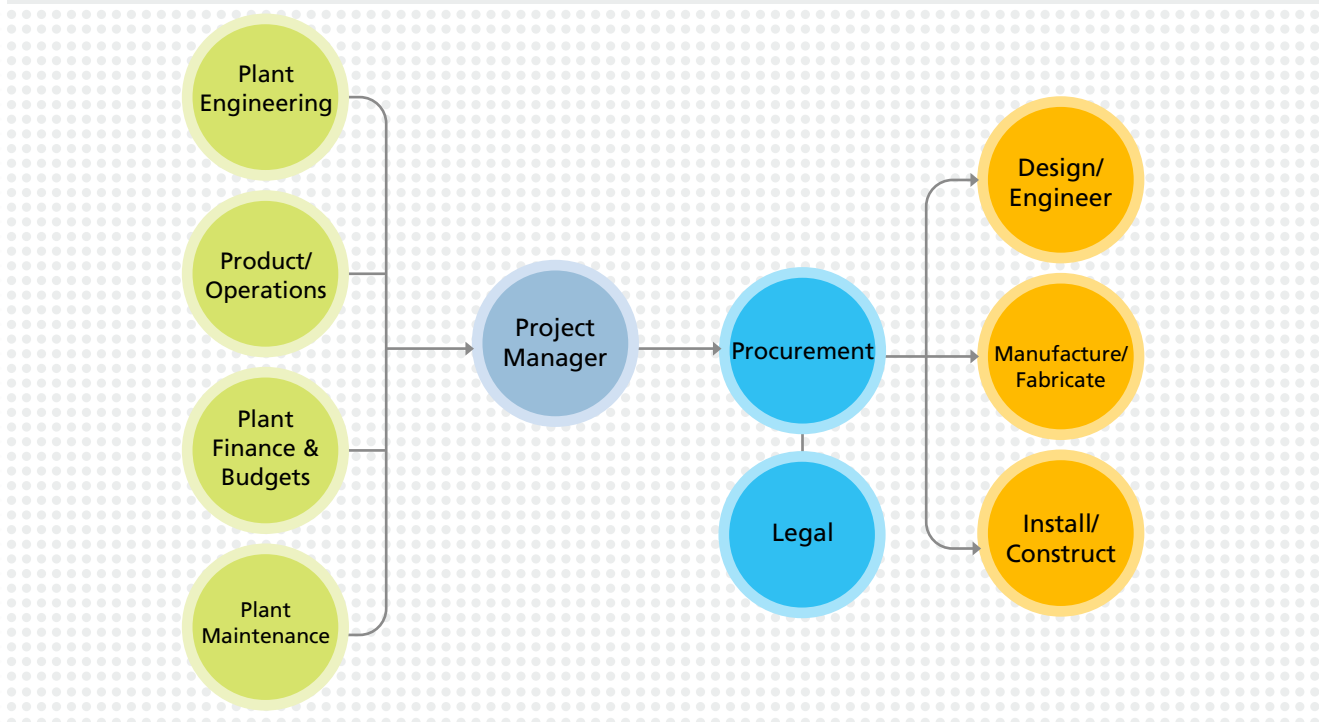 Plant
Engineering
Product/
Operations
Plant
Finance &
Budgets
Plant
Maintenance
Project
Manager
Procurement
Legal
Design/
Engineer
Manufacture/
Fabricate
Install/
Construct